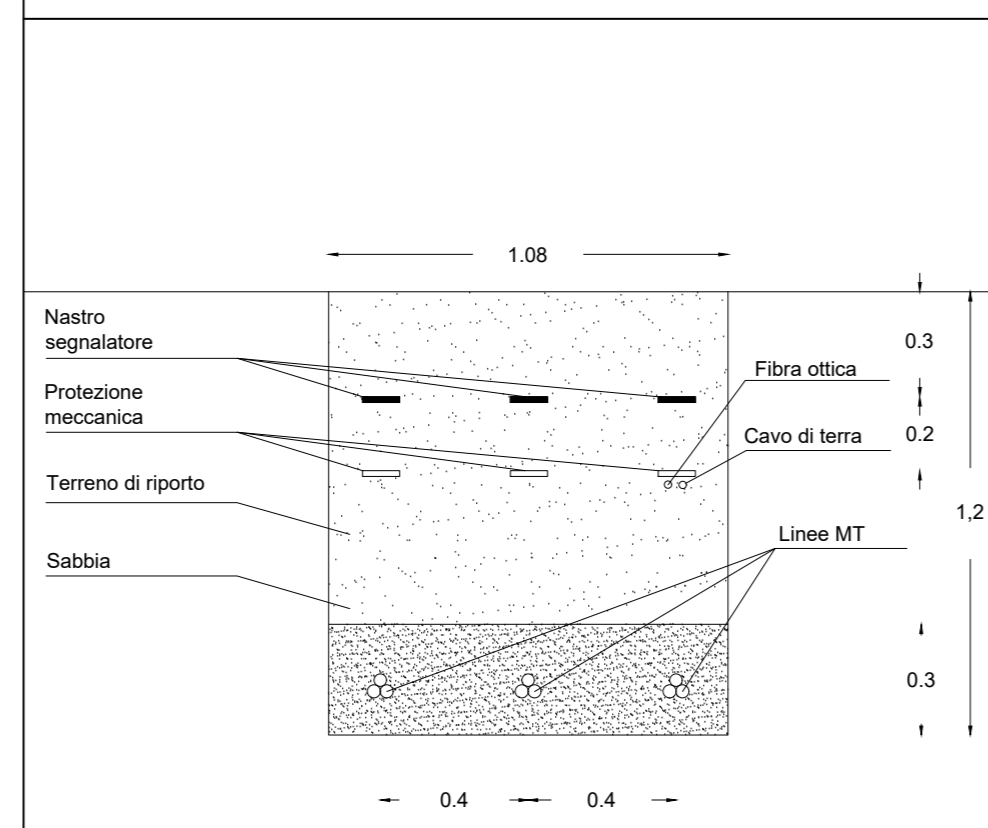 1.08
Nastro
segnalatore
Protezione
meccanica
Terreno di riporto
Sabbia
Fibra ottica
Cavo di terra
Linee MT
0.3
0.2
1,2
0.3
0.4
0.4